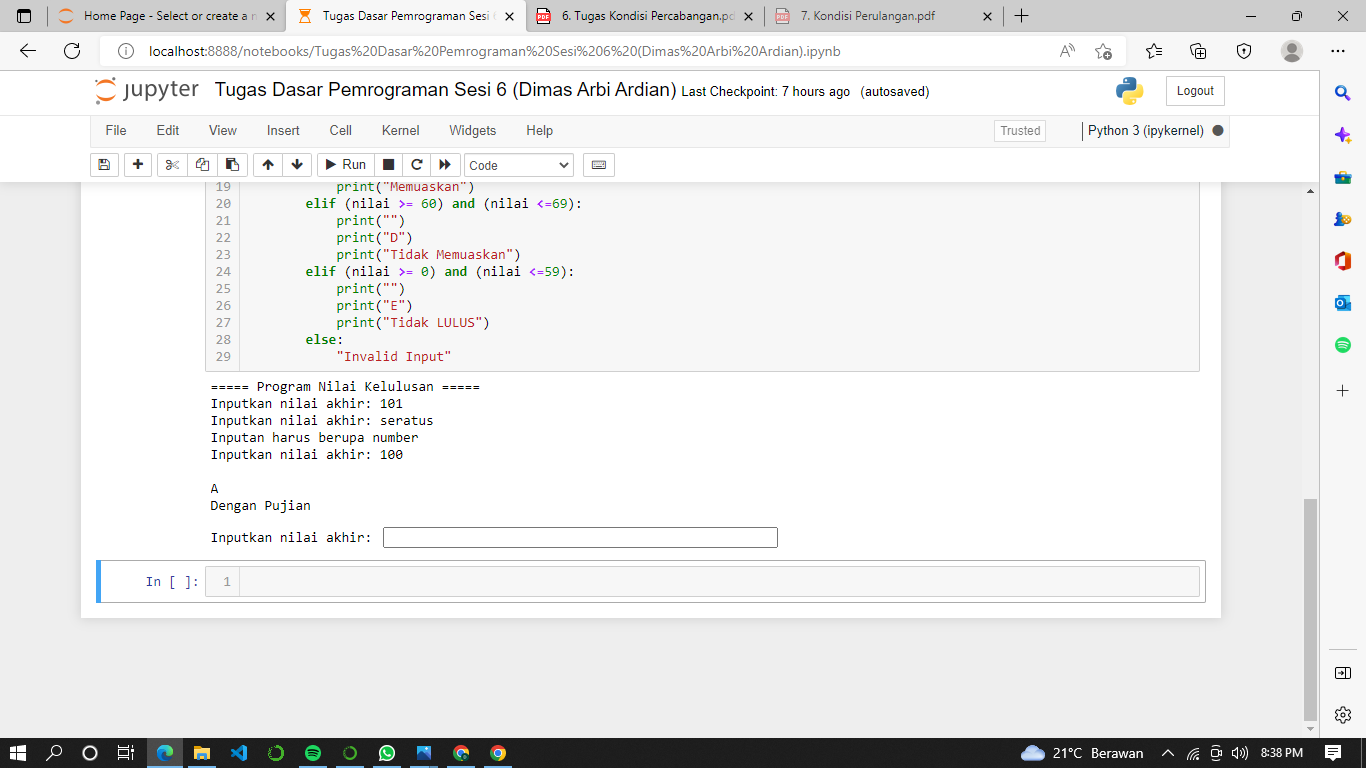 Home Page - Select or create a n
Tugas Dasar Pemrograman Sesi 6
6. Tugas Kondisi Percabangan.pd
7. Kondisi Perulangan.pdf
localhost:8888/notebooks/Tugas%20Dasar%20Pemrograman%20Sesi%206%20(Dimas%20Arbi%20Ardian).ipynb
jupyter Tugas Dasar Pemrograman Sesi 6 (Dimas Arbi Ardian) Last Checkpoint: 7 hours ago (autosaved)
Logout
File Edit View Insert Cell Kernel Widgets Help
Trusted
Python 3 (ipykernel)
Run
Code
19 print("Memuaskan")
20 elif (nilai >= 60) and (nilai <=69):
21 print("")
22 print("D")
23 print("Tidak Memuaskan")
24 elif (nilai >= 0) and (nilai <=59):
25 print("")
26 print("E")
27 print("Tidak LULUS")
28 else:
29 "Invalid Input"
===== Program Nilai Kelulusan =====
Inputkan nilai akhir: 101
Inputkan nilai akhir: seratus
Inputan harus berupa number
Inputkan nilai akhir: 100
A
Dengan Pujian
Inputkan nilai akhir:
In [ ]: 1
21°C Berawan
8:38 PM